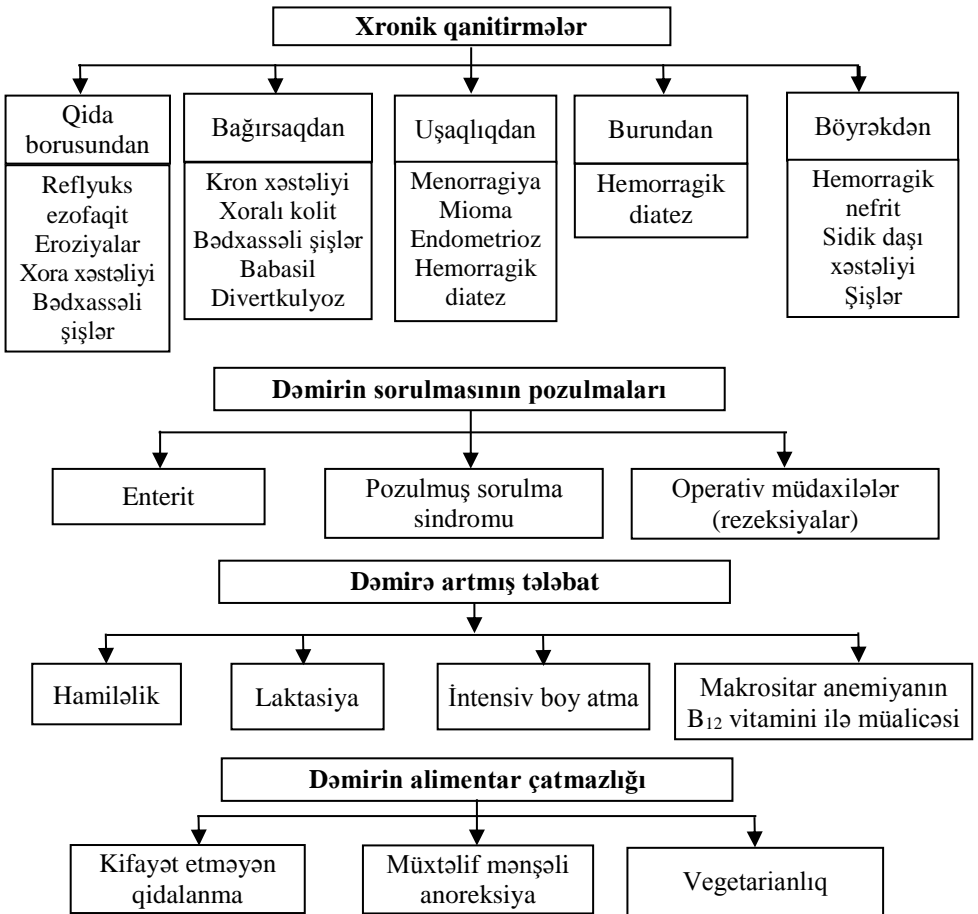 Xronik qanitirmələr
Qida
borusundan
Reflyuks
ezofaqit
Eroziyalar
Xora xəstəliyi
Bədxassəli
şişlər
Bağırsaqdan
Kron xəstəliyi
Xoralı kolit
Bədxassəli şişlər
Babasil
Divertkulyoz
Uşaqlıqdan
Menorragiya
Mioma
Endometrioz
Hemorragik
diatez
Burundan
Hemorragik
diatez
Böyrəkdən
Hemorragik
nefrit
Sidik daşı
xəstəliyi
Şişlər
Dəmirin sorulmasının pozulmaları
Enterit
Pozulmuş sorulma
sindromu
Operativ müdaxilələr
(rezeksiyalar)
Dəmirə artmış tələbat
Hamiləlik
Laktasiya
İntensiv boy atma
Makrositar anemiyanın
B₁₂ vitamini ilə müalicəsi
Dəmirin alimentar çatmazlığı
Kifayət etməyən
qidalanma
Müxtəlif mənşəli
anoreksiya
Vegetarianlıq